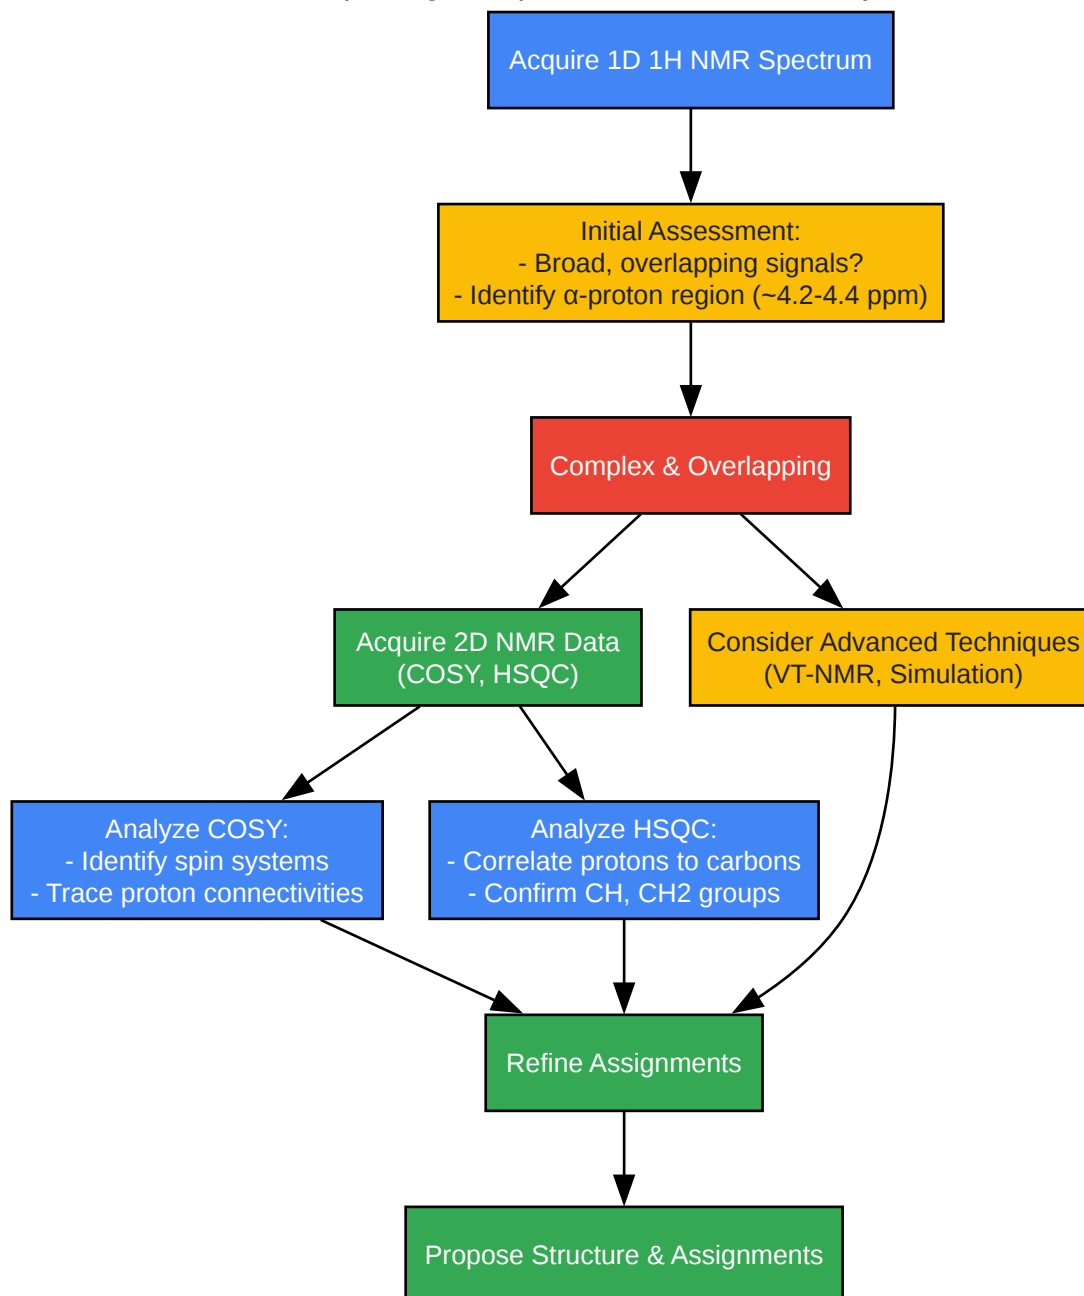 Acquire 1D 1H NMR Spectrum
Initial Assessment:
- Broad, overlapping signals?
- Identify α-proton region (~4.2-4.4 ppm)
Complex & Overlapping
Acquire 2D NMR Data
(COSY, HSQC)
Consider Advanced Techniques
(VT-NMR, Simulation)
Analyze COSY:
- Identify spin systems
- Trace proton connectivities
Analyze HSQC:
- Correlate protons to carbons
- Confirm CH, CH2 groups
Refine Assignments
Propose Structure & Assignments